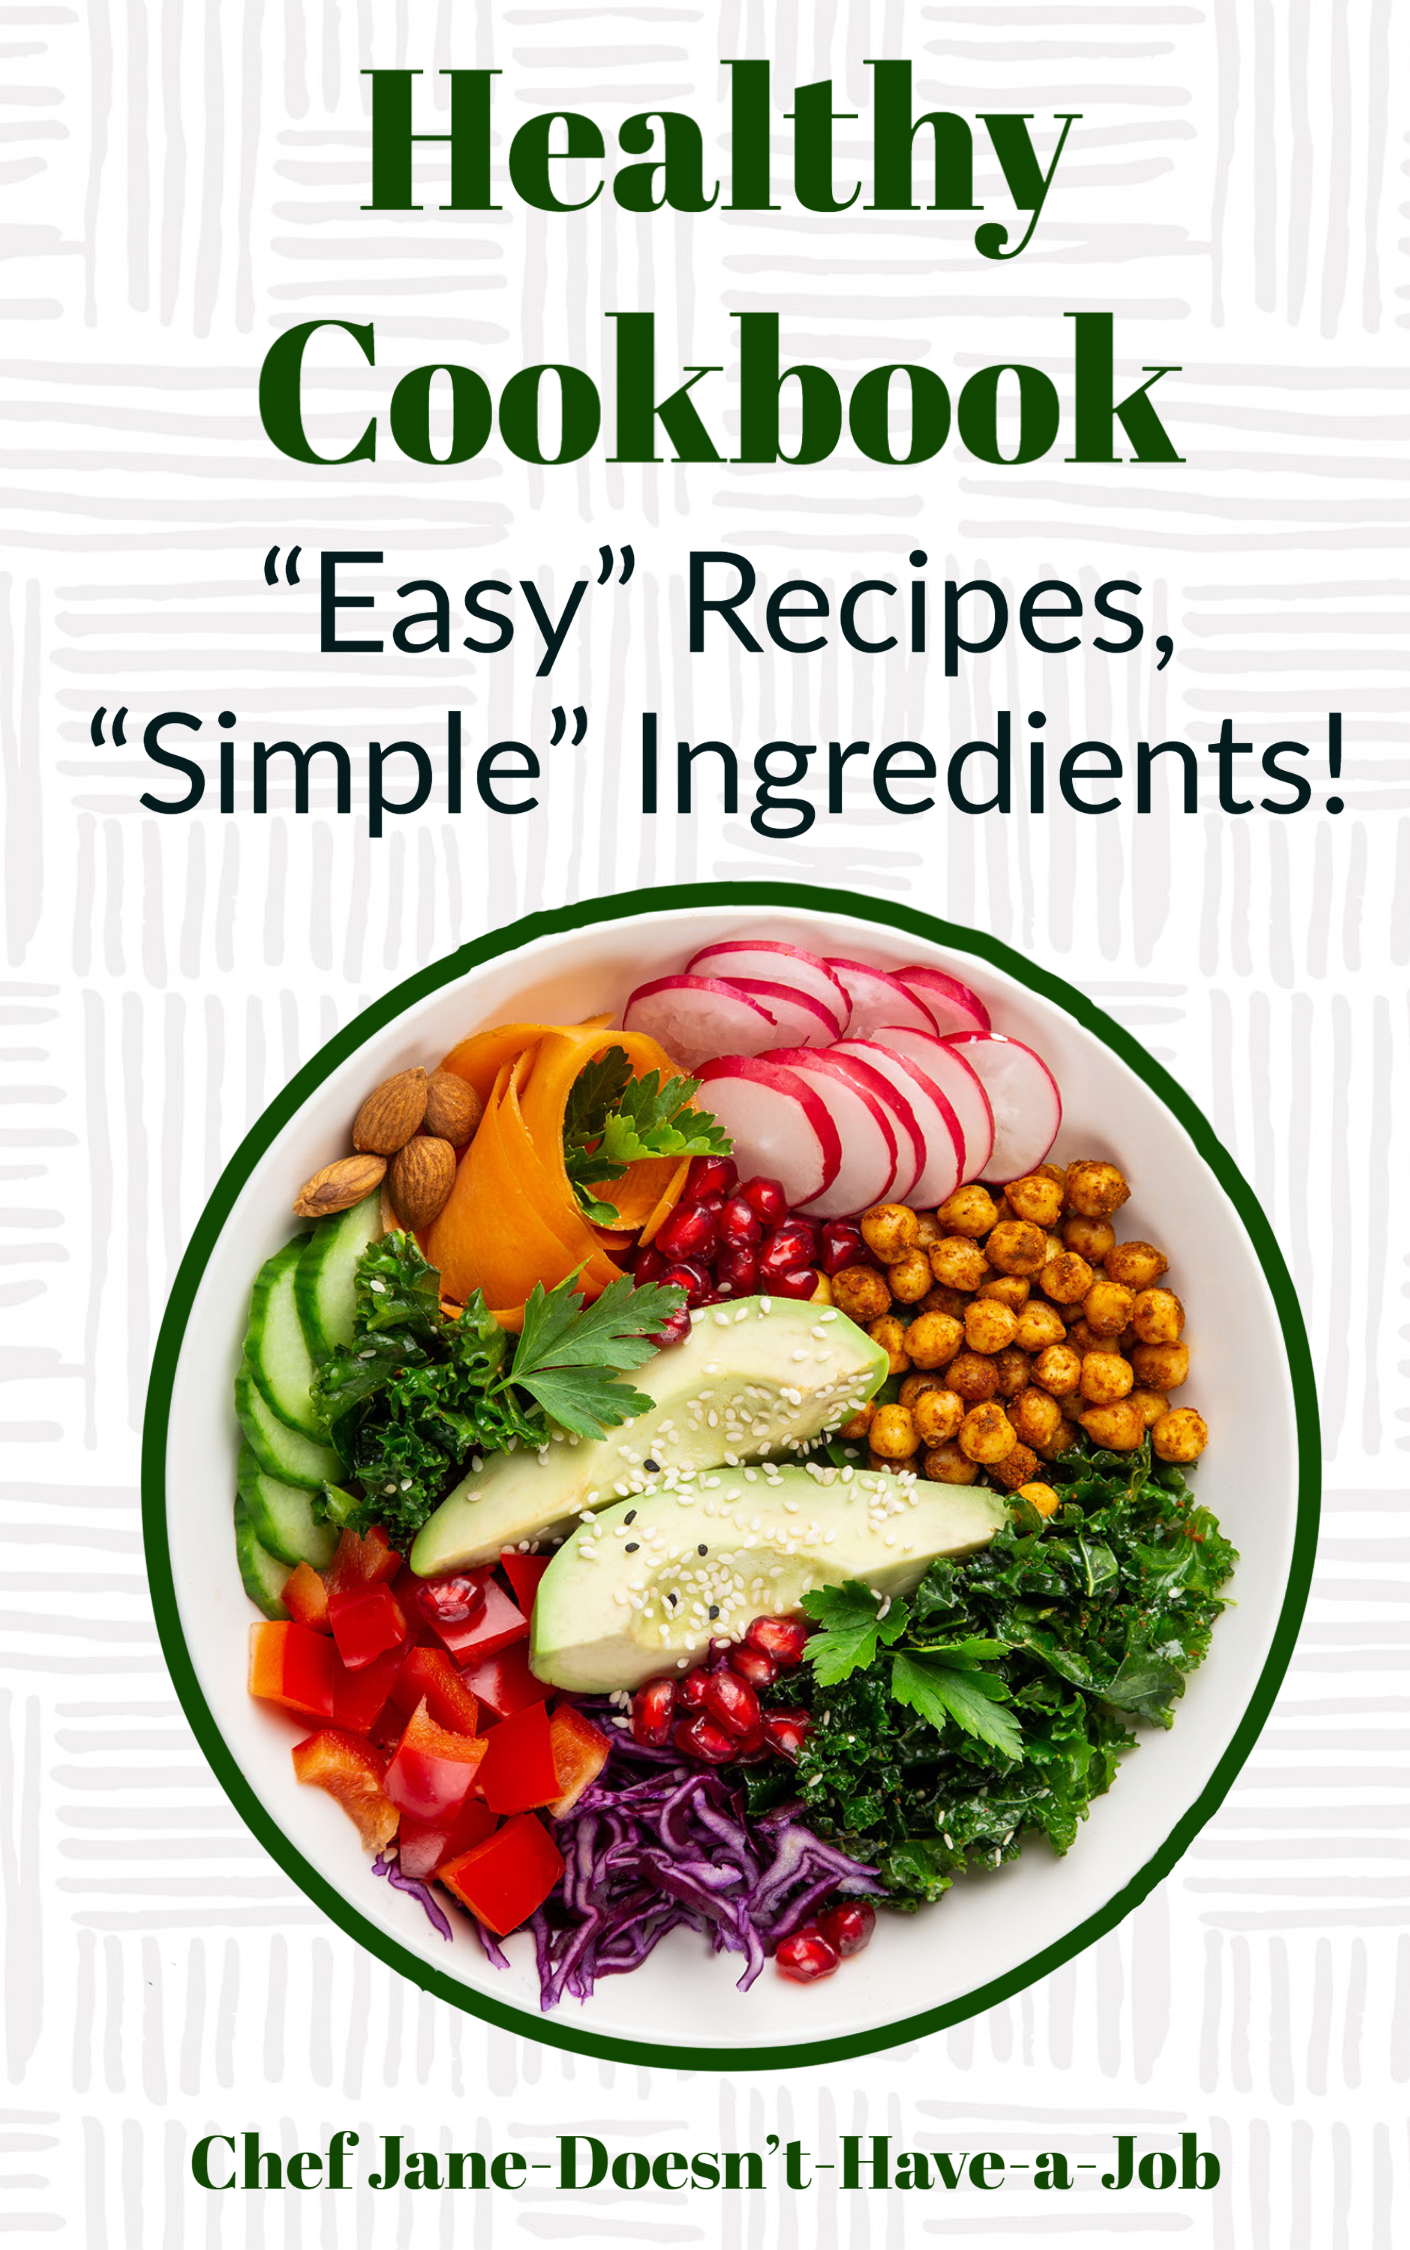 Healthy
Cookbook
“Easy” Recipes,
“Simple” Ingredients!
Chef Jane-Doesn’t-Have-a-Job